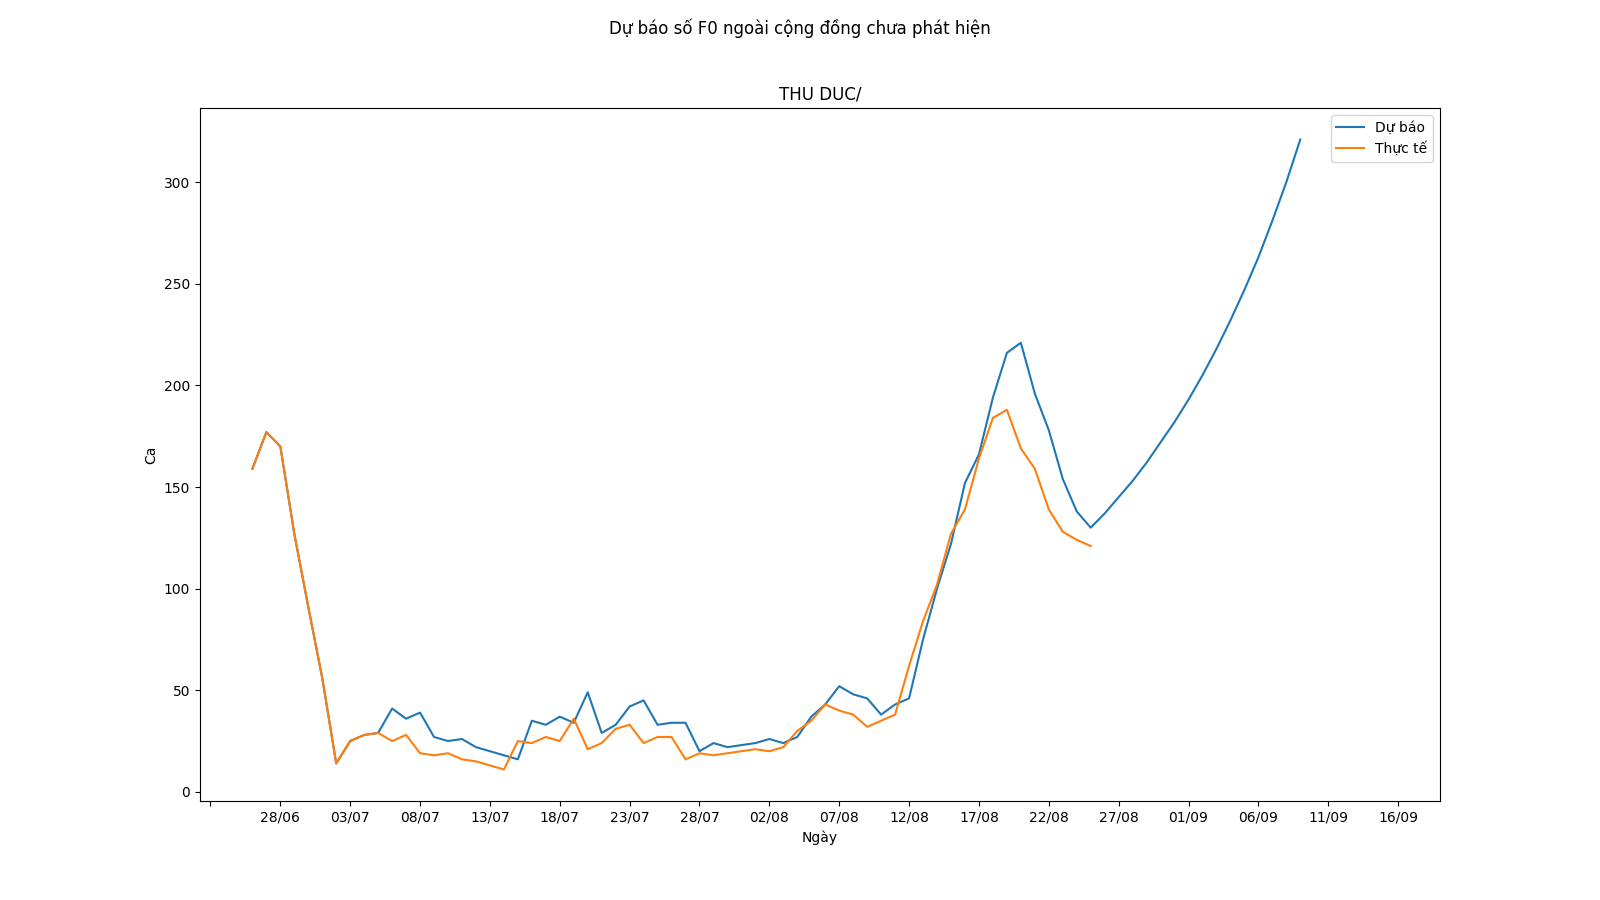 Dự báo số F0 ngoài cộng đồng chưa phát hiện
THU DUC/
Dự báo
Thực tế
300
250
200
150
100
50
0
Ca
28/06 03/07 08/07 13/07 18/07 23/07 28/07 02/08 07/08 12/08 17/08 22/08 27/08 01/09 06/09 11/09 16/09
Ngày